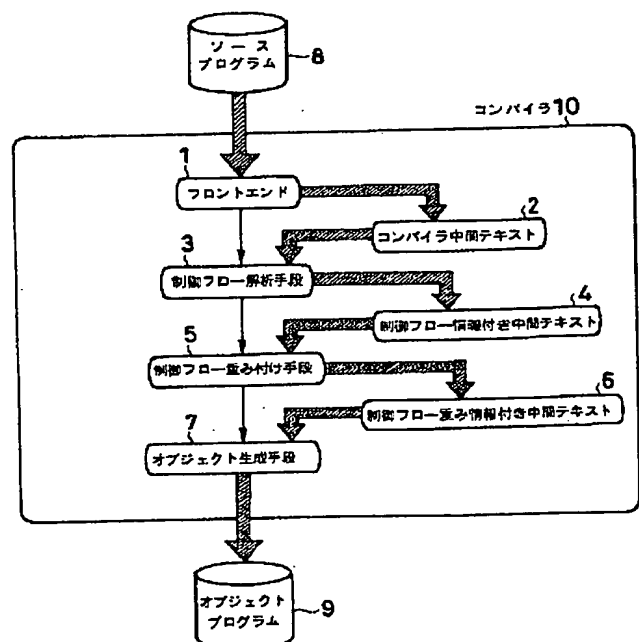 ソース
プログラム
8
コンパイラ10
1
フロントエンド
2
コンパイラ中間テキスト
3
制御フロー解析手段
4
制御フロー情報付き中間テキスト
5
制御フロー重み付け手段
6
制御フロー重み情報付き中間テキスト
7
オブジェクト生成手段
オブジェクト
プログラム
9